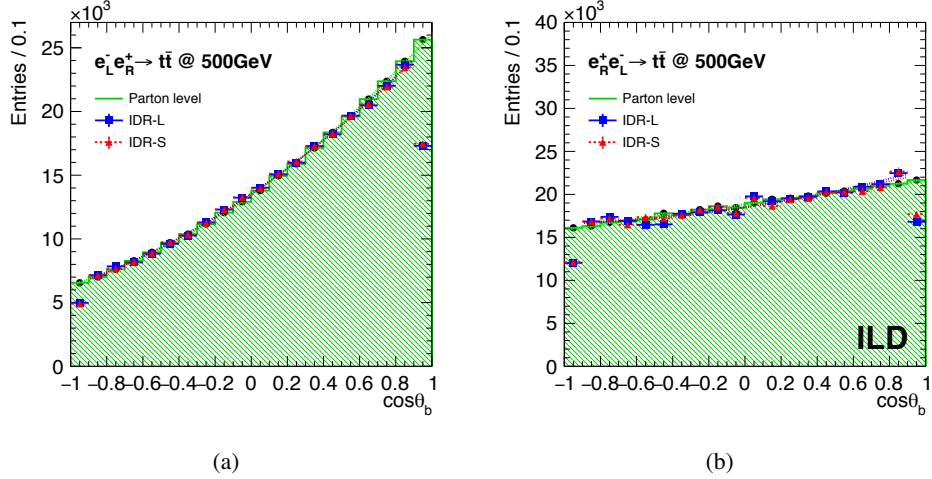 ×10³
Entries / 0.1
25
20
15
10
5
0
e⁻_L e⁺_R → tt̄ @ 500GeV
Parton level
IDR-L
IDR-S
−1 −0.8 −0.6 −0.4 −0.2 0 0.2 0.4 0.6 0.8 1
cosθ_b
(a)
×10³
Entries / 0.1
40
35
30
25
20
15
10
5
0
e⁺_R e⁻_L → tt̄ @ 500GeV
Parton level
IDR-L
IDR-S
ILD
−1 −0.8 −0.6 −0.4 −0.2 0 0.2 0.4 0.6 0.8 1
cosθ_b
(b)